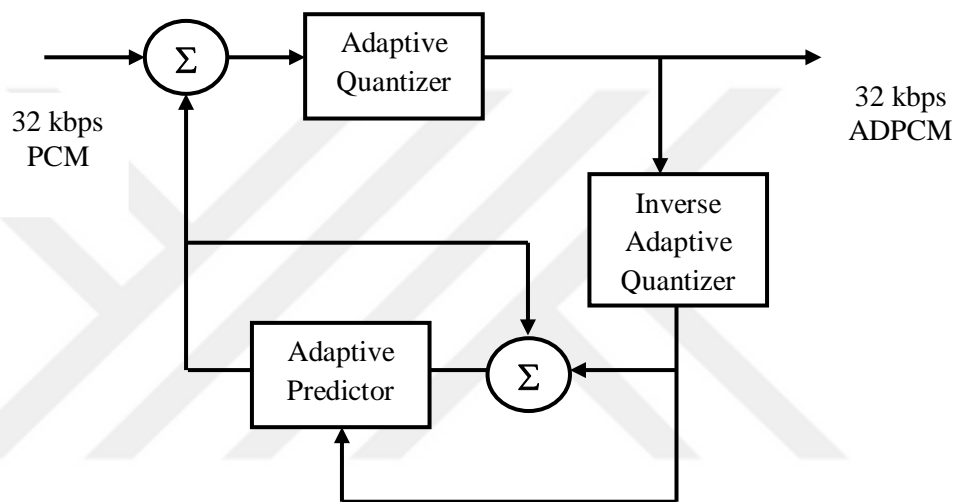 Σ
Adaptive
Quantizer
32 kbps
PCM
32 kbps
ADPCM
Inverse
Adaptive
Quantizer
Adaptive
Predictor
Σ